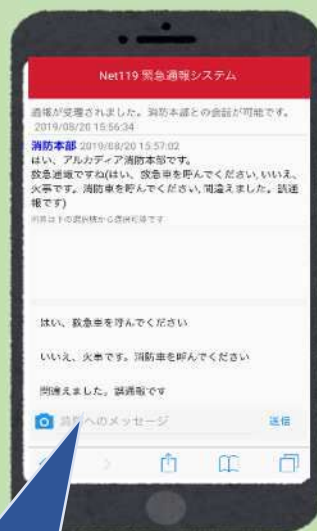 Net119 緊急通報システム
通報が受理されました。消防本部との会話が可能です。
2019/08/20 15:56:34
消防本部 2019/08/20 15:57:02
はい、アルカディア消防本部です。
救急通報ですね(はい、救急車を呼んでください,いいえ、
火事です。消防車を呼んでください,間違えました。誤通
報です)
はい、救急車を呼んでください
いいえ、火事です。消防車を呼んでください
間違えました。誤通報です
へのメッセージ
送信